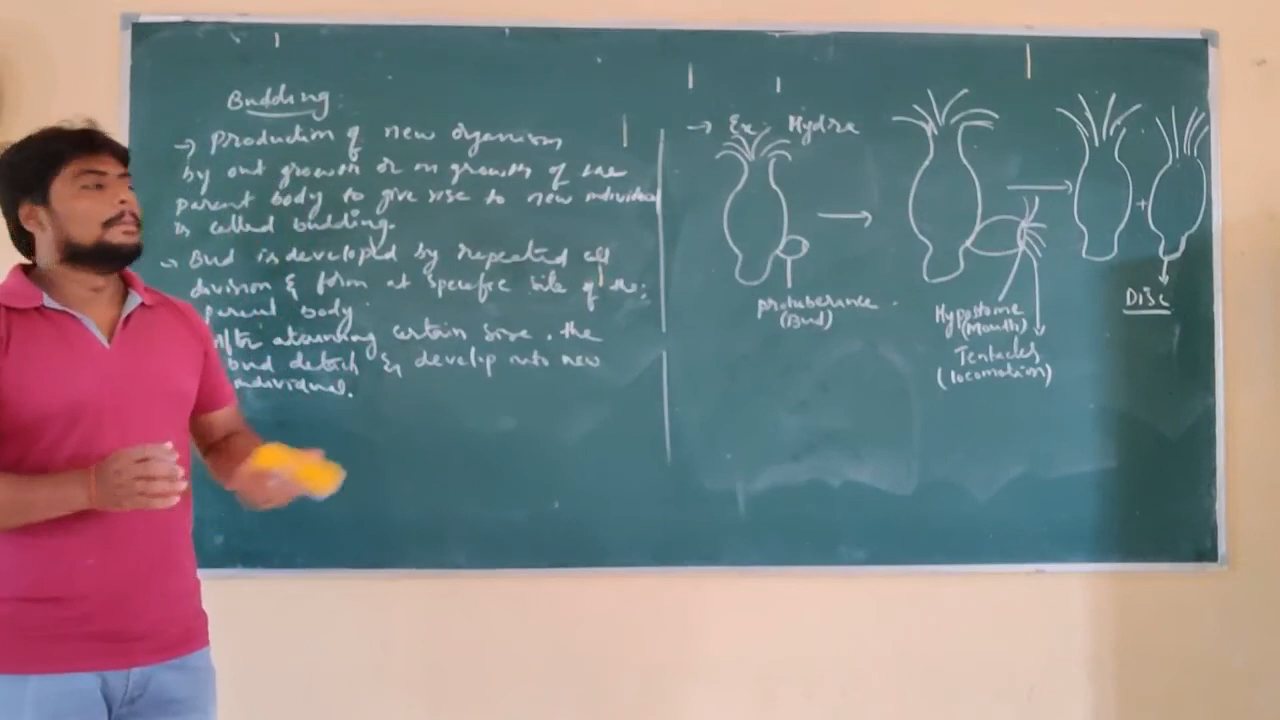 Budding:
→ Production of new organism
by out growth or on growth of the
parent body to give rise to new individual
is called budding.
→ Bud is developed by repeated cell
division & form at specific site of the
parent body.
After attaining certain size, the
bud detach & develop into new
individual.
→ Ex: Hydra
protuberance
(Bud)
Hypostome
(Mouth)
Tentacles
(locomotion)
+
Disc